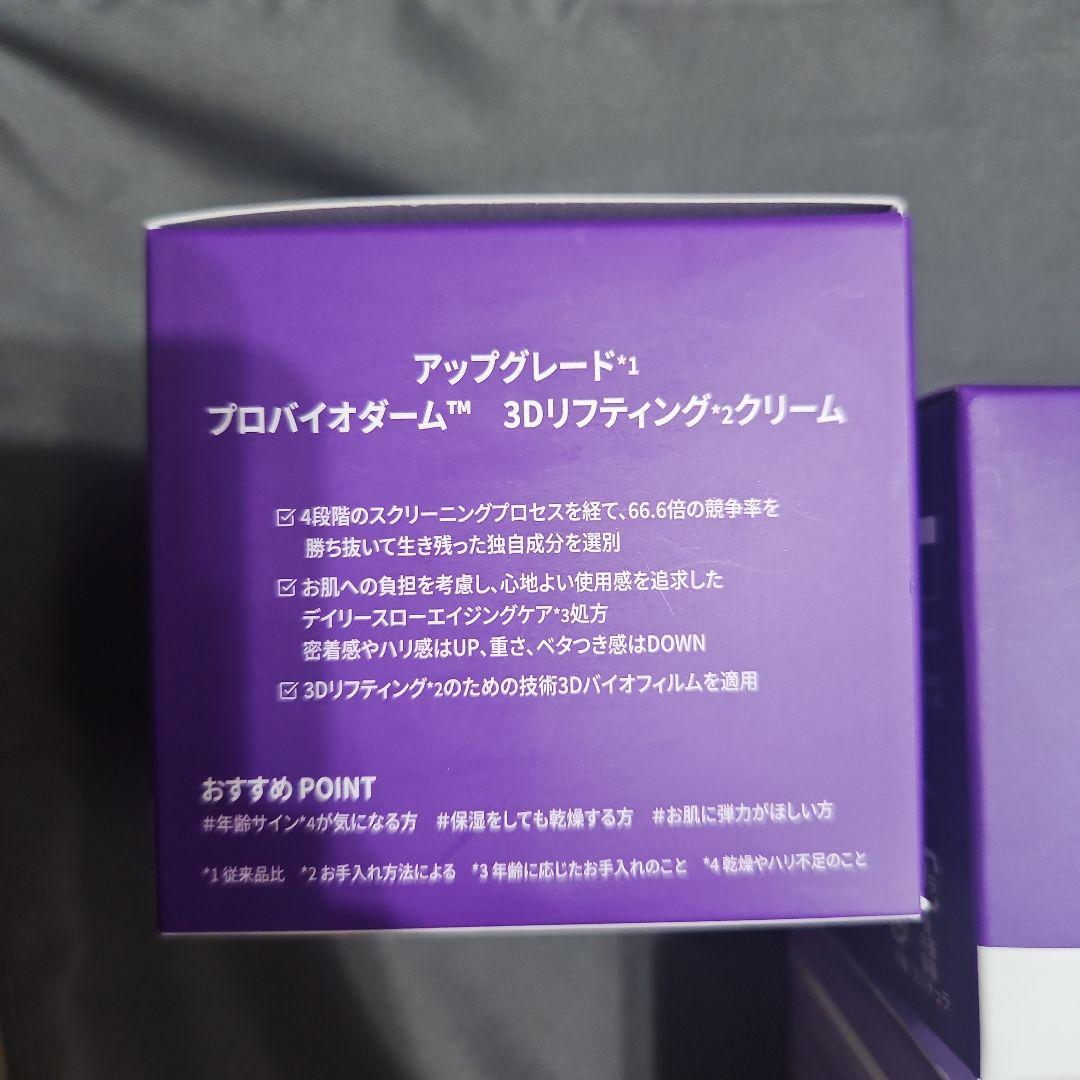 アップグレード*1
プロバイオダーム™　3Dリフティング*2クリーム
☑4段階のスクリーニングプロセスを経て、66.6倍の競争率を
勝ち抜いて生き残った独自成分を選別
☑お肌への負担を考慮し、心地よい使用感を追求した
デイリースローエイジングケア*3処方
密着感やハリ感はUP、重さ、ベタつき感はDOWN
☑3Dリフティング*2のための技術3Dバイオフィルムを適用
おすすめ POINT
#年齢サイン*4が気になる方　#保湿をしても乾燥する方　#お肌に弾力がほしい方
*1 従来品比　*2 お手入れ方法による　*3 年齢に応じたお手入れのこと　*4 乾燥やハリ不足のこと